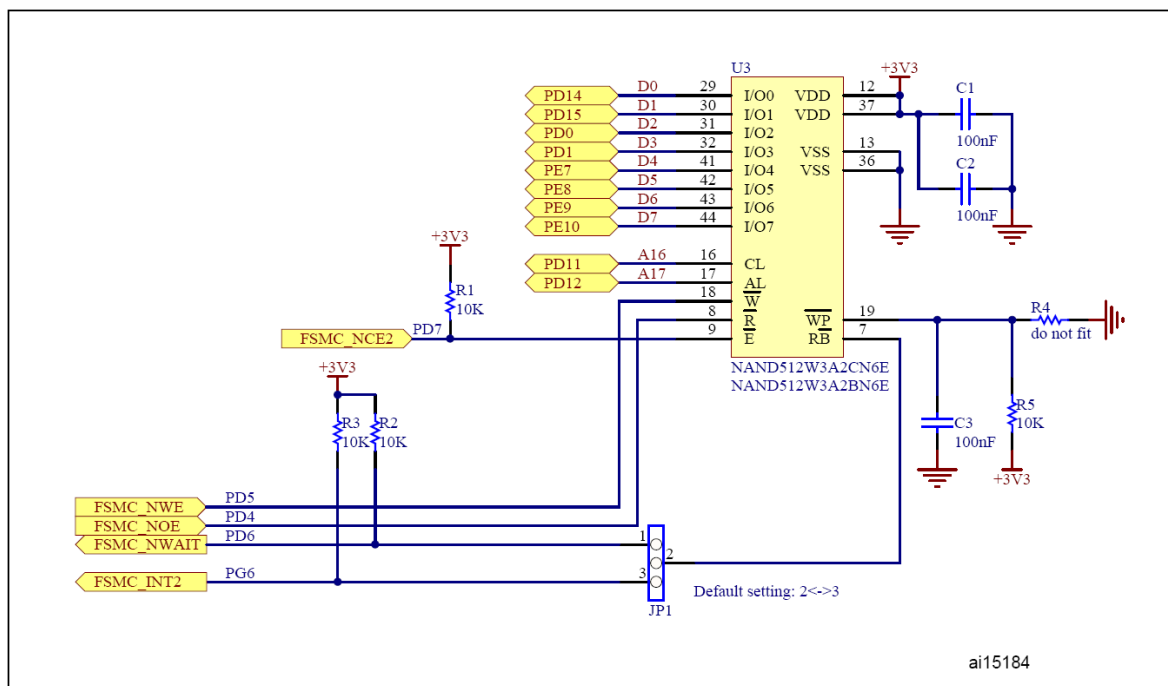 U3
+3V3
PD14 D0 29 I/O0 VDD 12
PD15 D1 30 I/O1 VDD 37
C1
100nF
PD0 D2 31 I/O2
PD1 D3 32 I/O3 VSS 13
PE7 D4 41 I/O4 VSS 36
C2
100nF
PE8 D5 42 I/O5
PE9 D6 43 I/O6
PE10 D7 44 I/O7
+3V3
R1
10K
PD11 A16 16 CL
PD12 A17 17 AL
18 W
8 R WP 19
FSMC_NCE2 PD7 9 E RB 7
R4
do not fit
NAND512W3A2CN6E
NAND512W3A2BN6E
+3V3
R3
10K
R2
10K
C3
100nF
R5
10K
+3V3
FSMC_NWE PD5
FSMC_NOE PD4
FSMC_NWAIT PD6 1
2
FSMC_INT2 PG6 3
JP1
Default setting: 2<->3
ai15184